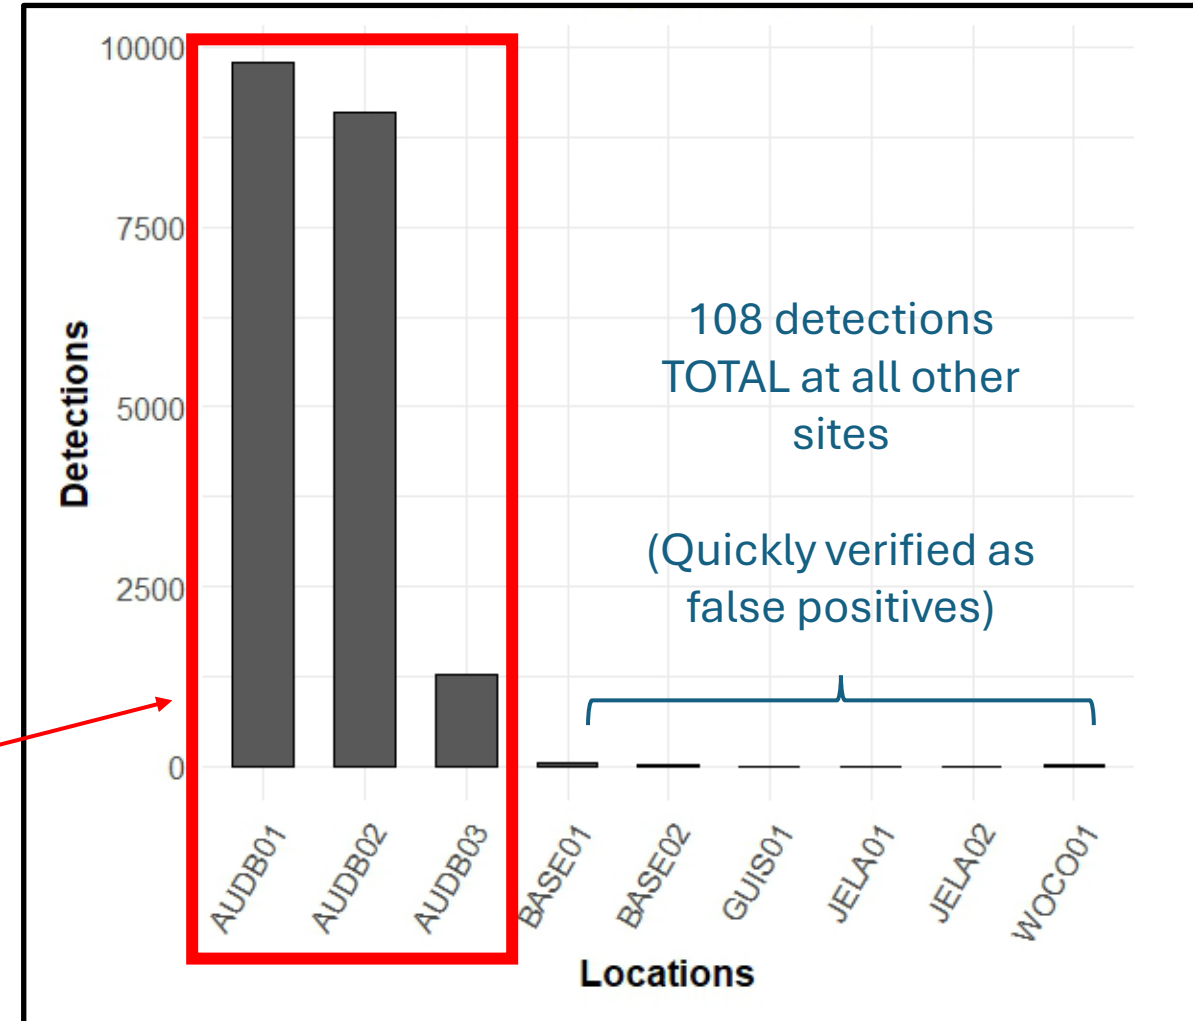 10000
7500
5000
2500
0
Detections
108 detections
TOTAL at all other
sites
(Quickly verified as
false positives)
AUDB01
AUDB02
AUDB03
BASE01
BASE02
GUIS01
JELA01
JELA02
WOCO01
Locations